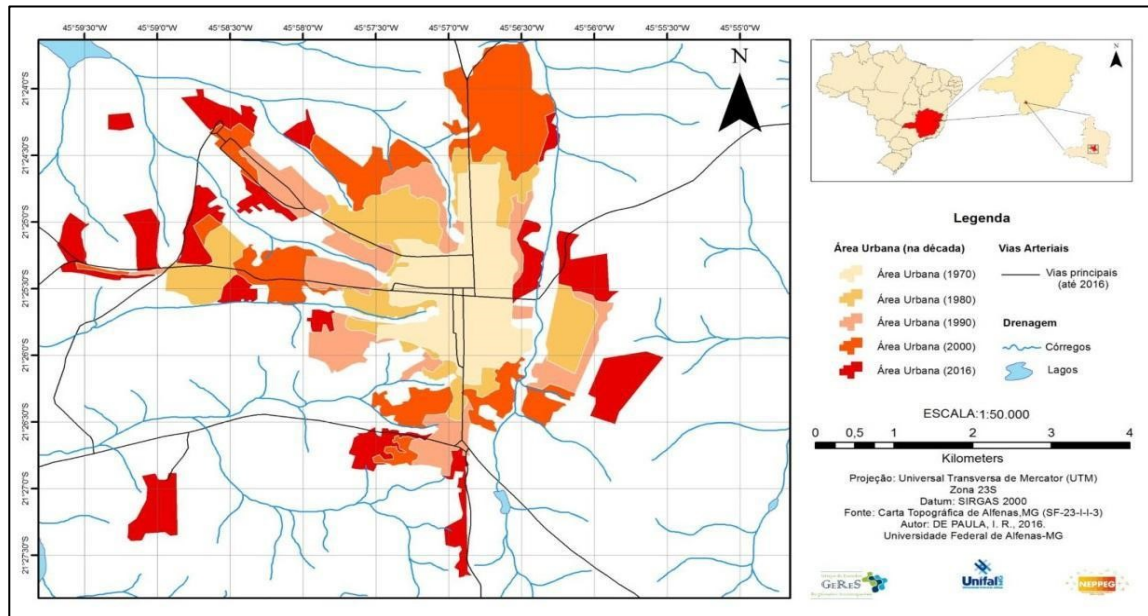 45°59'30"W 45°59'0"W 45°58'30"W 45°58'0"W 45°57'30"W 45°57'0"W 45°56'30"W 45°56'0"W 45°55'30"W 45°55'0"W
N
21°24'0"S
21°24'30"S
21°25'0"S
21°25'30"S
21°26'0"S
21°26'30"S
21°27'0"S
21°27'30"S
N
Legenda
Área Urbana (na década)
Área Urbana (1970)
Área Urbana (1980)
Área Urbana (1990)
Área Urbana (2000)
Área Urbana (2016)
Vias Arteriais
Vias principais
(até 2016)
Drenagem
Córregos
Lagos
ESCALA:1:50.000
0 0,5 1 2 3 4
Kilometers
Projeção: Universal Transversa de Mercator (UTM)
Zona 23S
Datum: SIRGAS 2000
Fonte: Carta Topográfica de Alfenas,MG (SF-23-I-I-3)
Autor: DE PAULA, I. R., 2016.
Universidade Federal de Alfenas-MG
GeReS
Unifal
NEPPEG